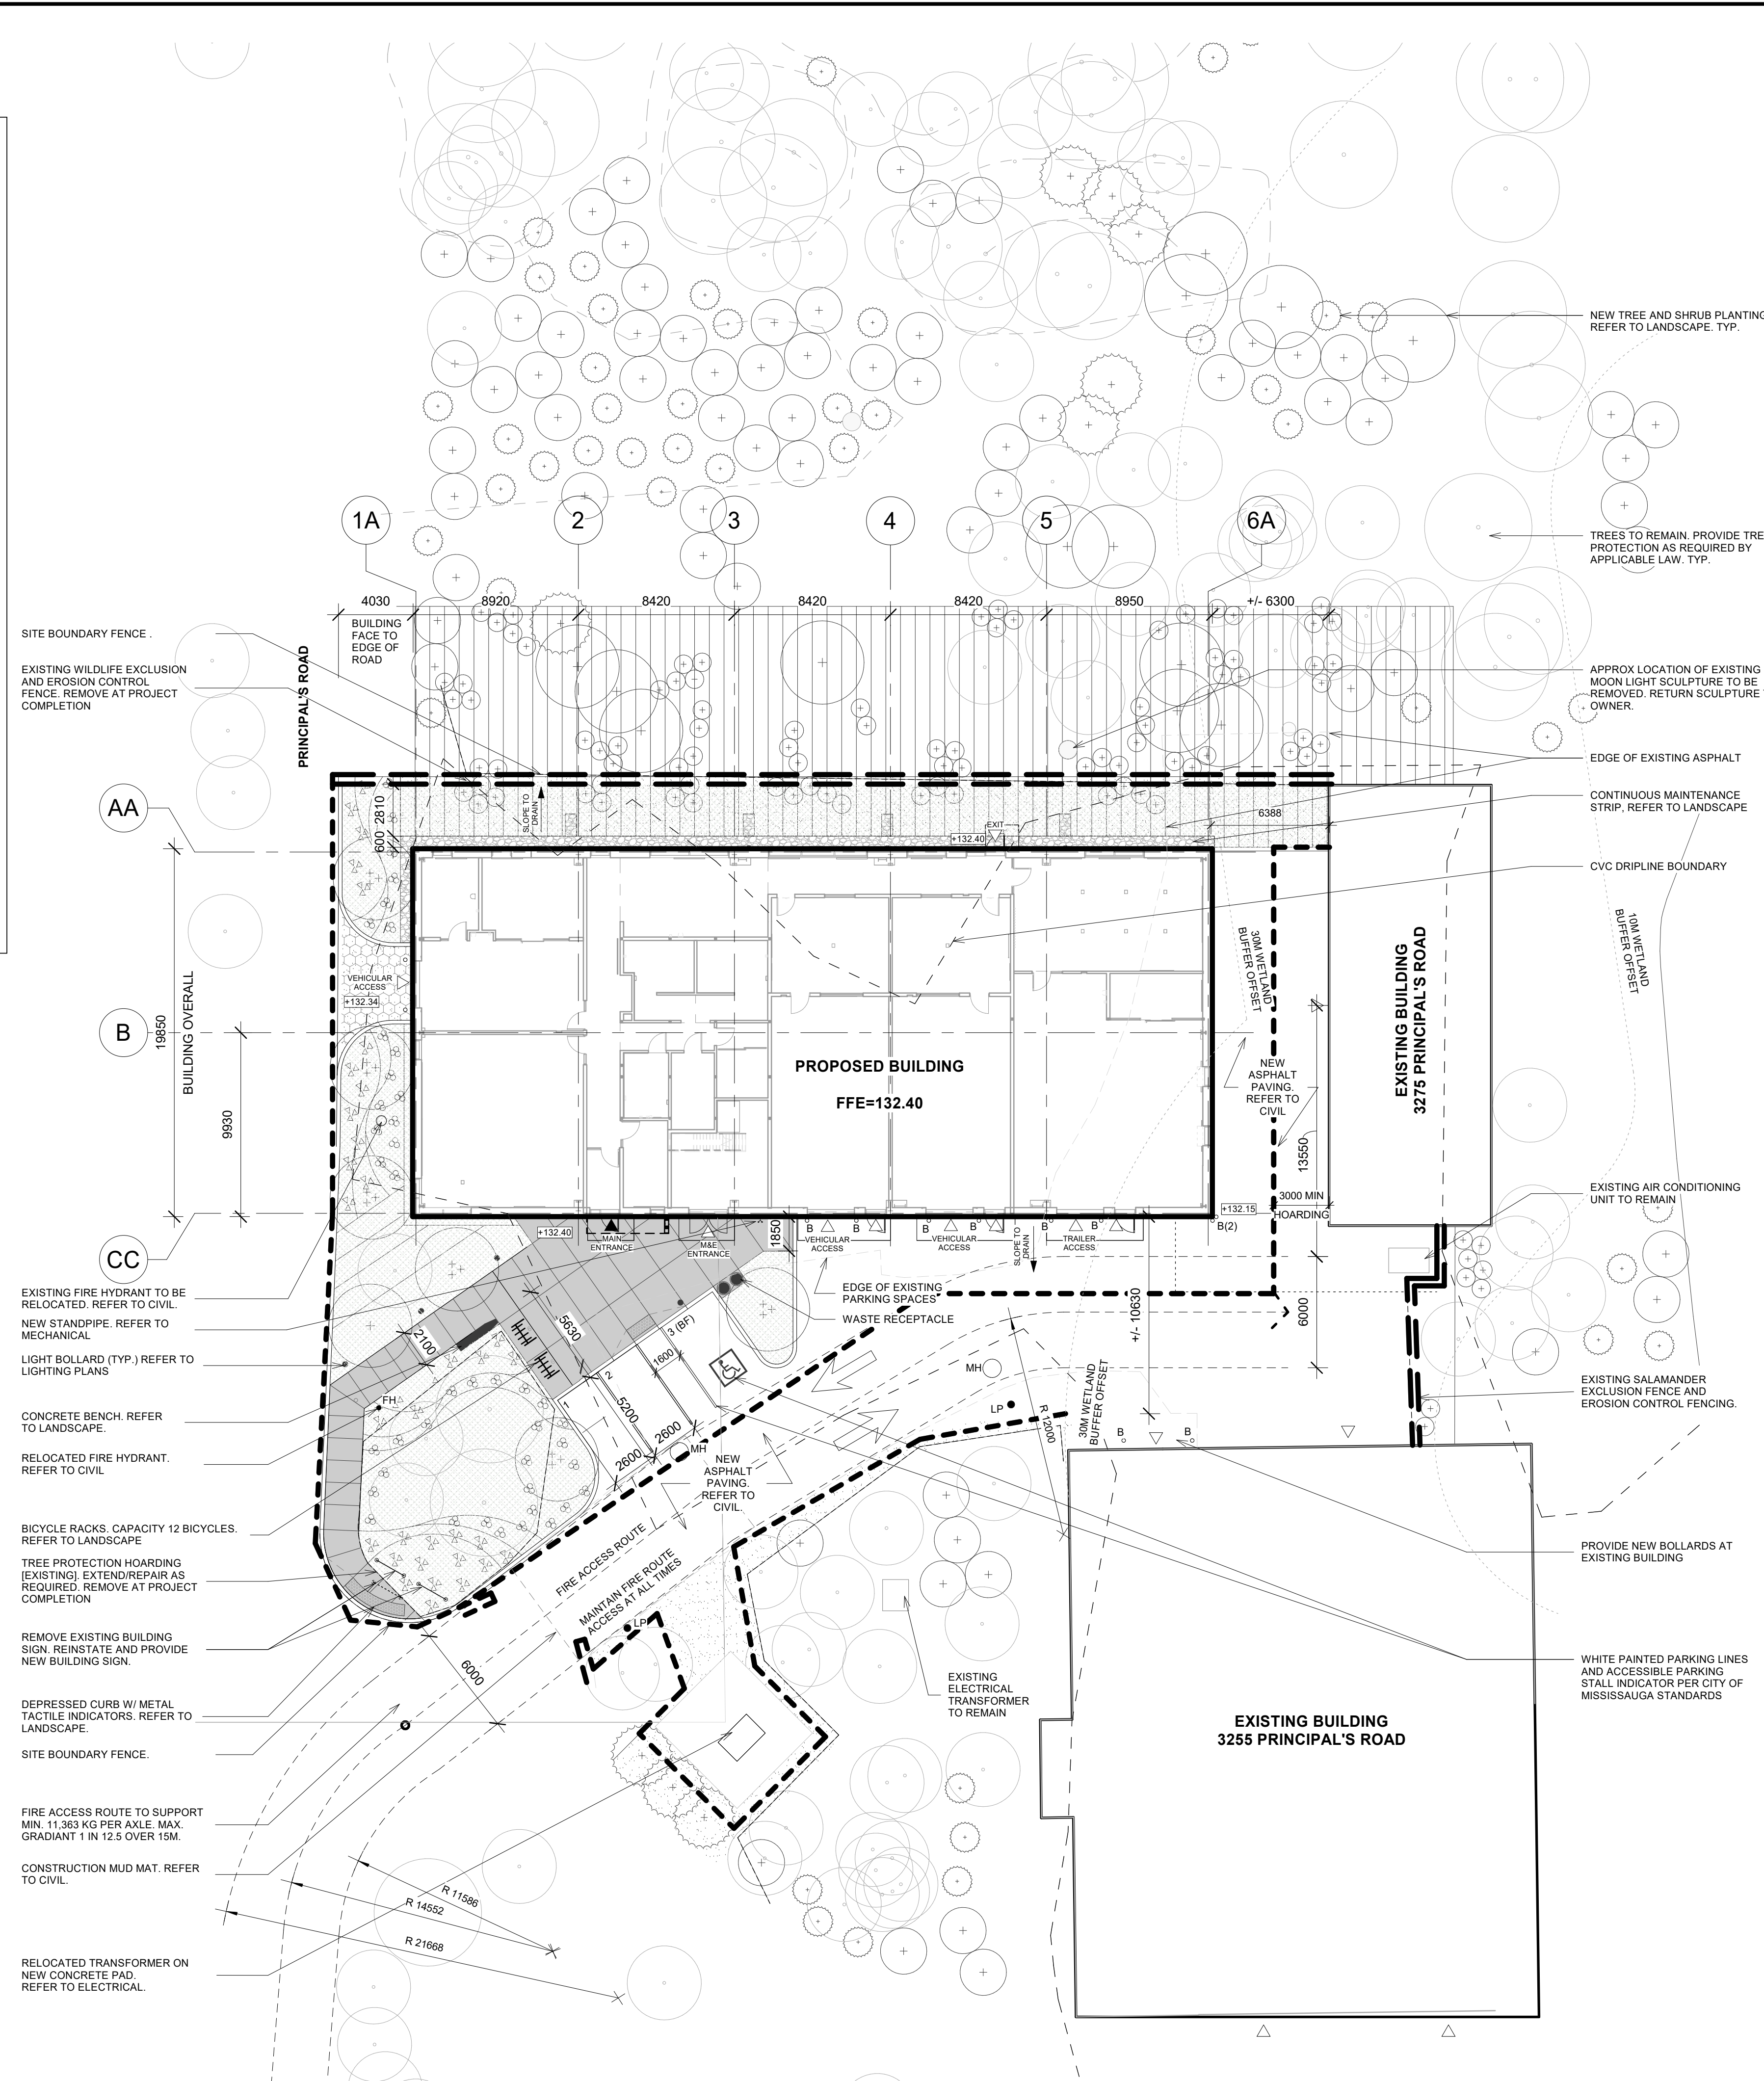 NEW TREE AND SHRUB PLANTING
REFER TO LANDSCAPE. TYP.
1A
2
3
4
5
6A
TREES TO REMAIN. PROVIDE TRE
PROTECTION AS REQUIRED BY
APPLICABLE LAW. TYP.
4030
8920
8420
8420
8420
8950
+/- 6300
BUILDING
FACE TO
EDGE OF
ROAD
SITE BOUNDARY FENCE .
EXISTING WILDLIFE EXCLUSION
AND EROSION CONTROL
FENCE. REMOVE AT PROJECT
COMPLETION
PRINCIPAL'S ROAD
APPROX LOCATION OF EXISTING
MOON LIGHT SCULPTURE TO BE
REMOVED. RETURN SCULPTURE
OWNER.
EDGE OF EXISTING ASPHALT
CONTINUOUS MAINTENANCE
STRIP, REFER TO LANDSCAPE
AA
2810
600
SLOPE TO
DRAIN
EXIT
+132.40
6388
CVC DRIPLINE BOUNDARY
10M WETLAND
BUFFER OFFSET
30M WETLAND
BUFFER OFFSET
EXISTING BUILDING
3275 PRINCIPAL'S ROAD
VEHICULAR
ACCESS
+132.34
B
19850
BUILDING OVERALL
9930
PROPOSED BUILDING
FFE=132.40
NEW
ASPHALT
PAVING.
REFER TO
CIVIL
13550
EXISTING AIR CONDITIONING
UNIT TO REMAIN
3000 MIN
HOARDING
+132.15
B(2)
CC
+132.40
MAIN
ENTRANCE
M&E
ENTRANCE
1850
B
B
VEHICULAR
ACCESS
B
B
VEHICULAR
ACCESS
SLOPE TO
DRAIN
B
B
TRAILER
ACCESS
EXISTING FIRE HYDRANT TO BE
RELOCATED. REFER TO CIVIL.
NEW STANDPIPE. REFER TO
MECHANICAL
LIGHT BOLLARD (TYP.) REFER TO
LIGHTING PLANS
CONCRETE BENCH. REFER
TO LANDSCAPE.
RELOCATED FIRE HYDRANT.
REFER TO CIVIL
EDGE OF EXISTING
PARKING SPACES
WASTE RECEPTACLE
+/- 10630
6000
2100
5630
3 (BF)
1600
2
1
5200
2600
2600
FH
MH
MH
LP
R 12000
30M WETLAND
BUFFER OFFSET
B
B
EXISTING SALAMANDER
EXCLUSION FENCE AND
EROSION CONTROL FENCING.
NEW
ASPHALT
PAVING.
REFER TO
CIVIL.
BICYCLE RACKS. CAPACITY 12 BICYCLES.
REFER TO LANDSCAPE
TREE PROTECTION HOARDING
[EXISTING]. EXTEND/REPAIR AS
REQUIRED. REMOVE AT PROJECT
COMPLETION
REMOVE EXISTING BUILDING
SIGN. REINSTATE AND PROVIDE
NEW BUILDING SIGN.
FIRE ACCESS ROUTE
MAINTAIN FIRE ROUTE
ACCESS AT ALL TIMES
LP
PROVIDE NEW BOLLARDS AT
EXISTING BUILDING
6000
EXISTING
ELECTRICAL
TRANSFORMER
TO REMAIN
WHITE PAINTED PARKING LINES
AND ACCESSIBLE PARKING
STALL INDICATOR PER CITY OF
MISSISSAUGA STANDARDS
DEPRESSED CURB W/ METAL
TACTILE INDICATORS. REFER TO
LANDSCAPE.
SITE BOUNDARY FENCE.
EXISTING BUILDING
3255 PRINCIPAL'S ROAD
FIRE ACCESS ROUTE TO SUPPORT
MIN. 11,363 KG PER AXLE. MAX.
GRADIANT 1 IN 12.5 OVER 15M.
CONSTRUCTION MUD MAT. REFER
TO CIVIL.
R 11586
R 14552
R 21668
RELOCATED TRANSFORMER ON
NEW CONCRETE PAD.
REFER TO ELECTRICAL.